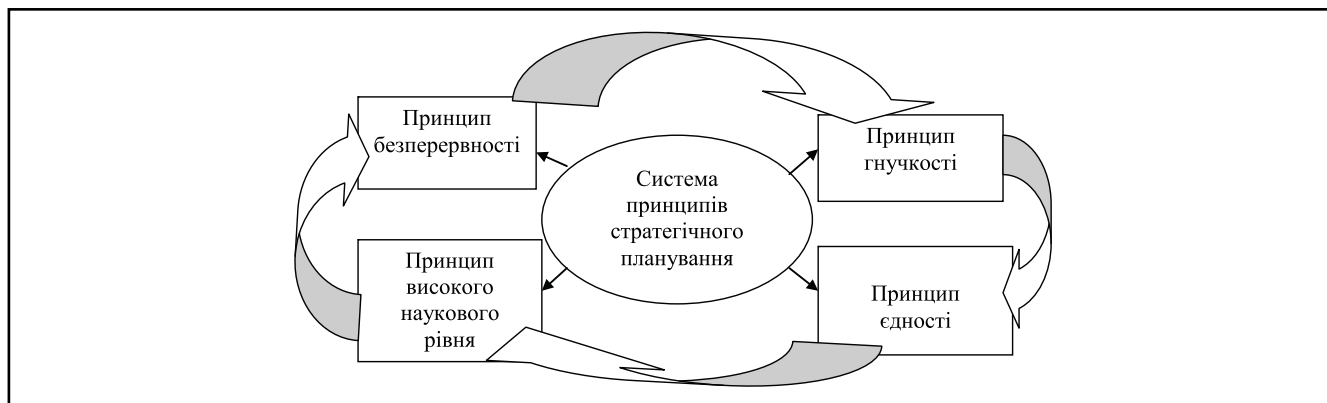 Принцип
безперервності
Принцип
гнучкості
Система
принципів
стратегічного
планування
Принцип
високого
наукового
рівня
Принцип
єдності